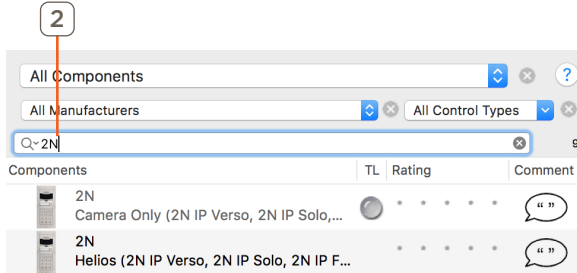 2
All Components
?
All Manufacturers
All Control Types
2N
9
Components TL Rating Comment
2N
Camera Only (2N IP Verso, 2N IP Solo,...
“ ”
2N
Helios (2N IP Verso, 2N IP Solo, 2N IP F...
“ ”